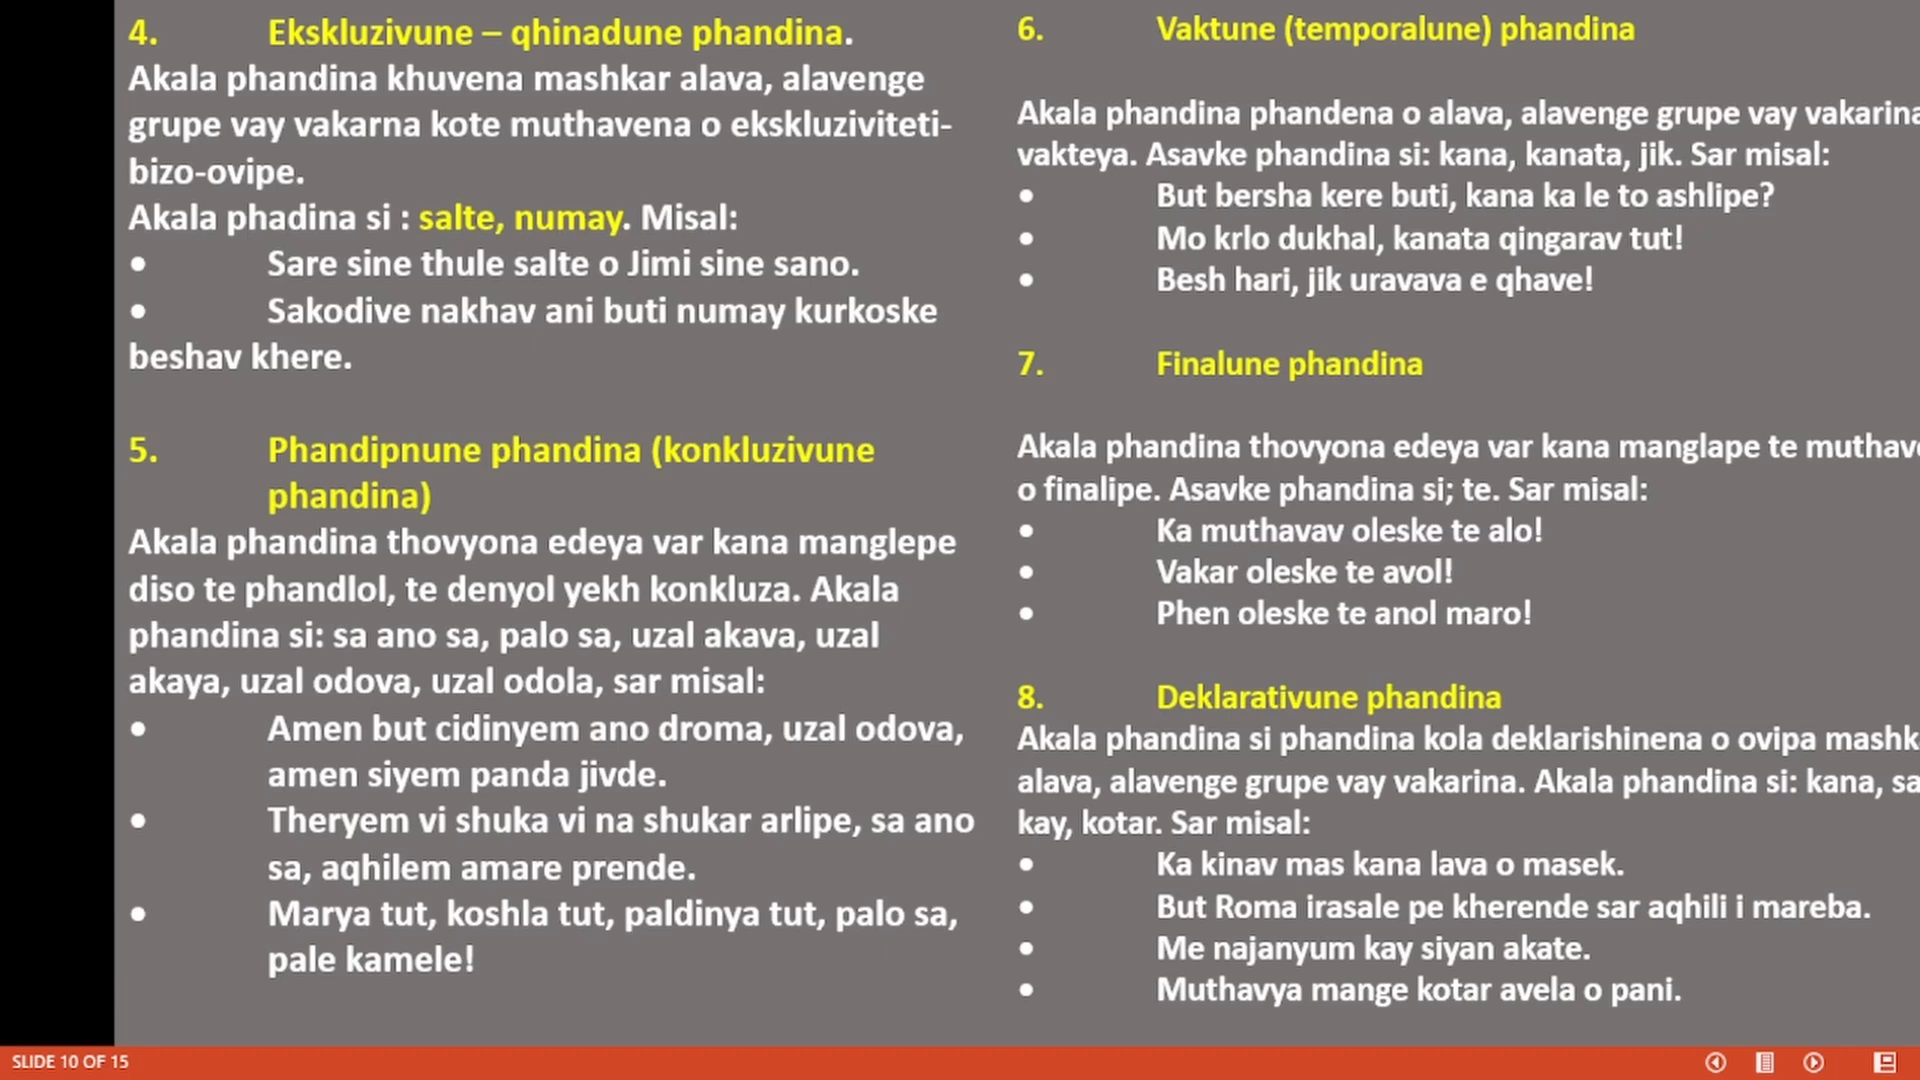 4. Ekskluzivune – qhinadune phandina.
Akala phandina khuvena mashkar alava, alavenge
grupe vay vakarna kote muthavena o ekskluziviteti-
bizo-ovipe.
Akala phadina si : salte, numay. Misal:
• Sare sine thule salte o Jimi sine sano.
• Sakodive nakhav ani buti numay kurkoske
beshav khere.
5. Phandipnune phandina (konkluzivune
phandina)
Akala phandina thovyona edeya var kana manglepe
diso te phandlol, te denyol yekh konkluza. Akala
phandina si: sa ano sa, palo sa, uzal akava, uzal
akaya, uzal odova, uzal odola, sar misal:
• Amen but cidinyem ano droma, uzal odova,
amen siyem panda jivde.
• Theryem vi shuka vi na shukar arlipe, sa ano
sa, aqhilem amare prende.
• Marya tut, koshla tut, paldinya tut, palo sa,
pale kamele!
6. Vaktune (temporalune) phandina
Akala phandina phandena o alava, alavenge grupe vay vakarina
vakteya. Asavke phandina si: kana, kanata, jik. Sar misal:
• But bersha kere buti, kana ka le to ashlipe?
• Mo krlo dukhal, kanata qingarav tut!
• Besh hari, jik uravava e qhave!
7. Finalune phandina
Akala phandina thovyona edeya var kana manglape te muthav
o finalipe. Asavke phandina si; te. Sar misal:
• Ka muthavav oleske te alo!
• Vakar oleske te avol!
• Phen oleske te anol maro!
8. Deklarativune phandina
Akala phandina si phandina kola deklarishinena o ovipa mashk
alava, alavenge grupe vay vakarina. Akala phandina si: kana, sa
kay, kotar. Sar misal:
• Ka kinav mas kana lava o masek.
• But Roma irasale pe kherende sar aqhili i mareba.
• Me najanyum kay siyan akate.
• Muthavya mange kotar avela o pani.
SLIDE 10 OF 15